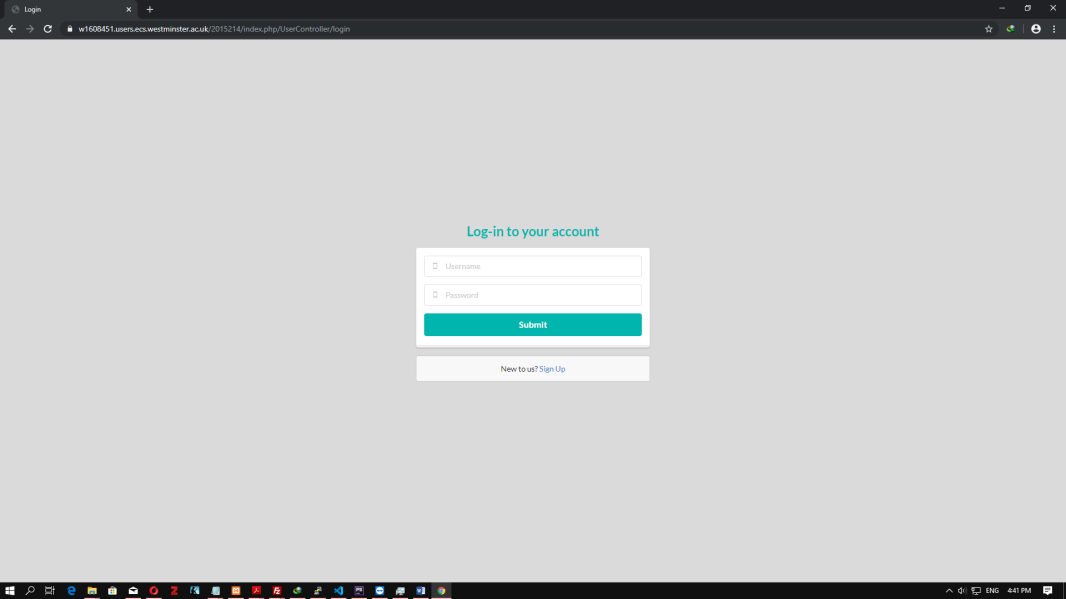 Login
w1608451.users.ecs.westminster.ac.uk/2015214/index.php/UserController/login
Log-in to your account
Username
Password
Submit
New to us? Sign Up
ENG
4:41 PM